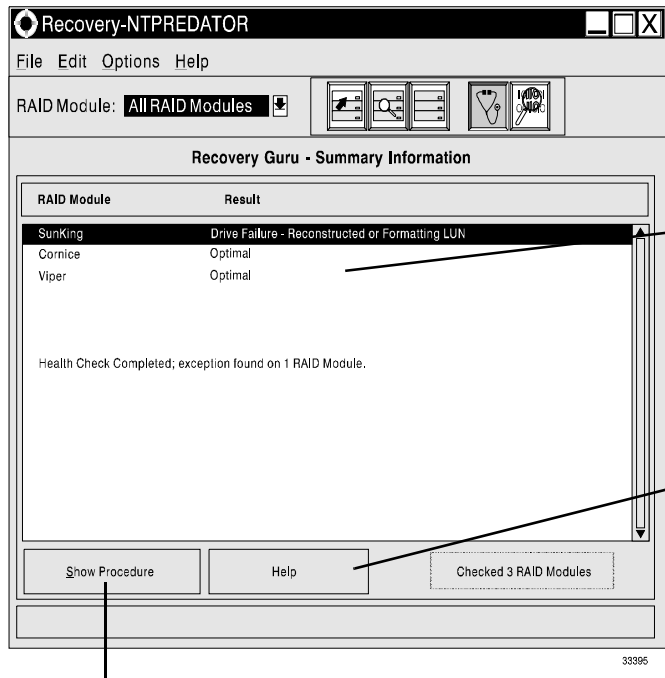 Recovery-NTPREDATOR
File Edit Options Help
RAID Module: All RAID Modules
Recovery Guru - Summary Information
RAID Module Result
SunKing Drive Failure - Reconstructed or Formatting LUN
Cornice Optimal
Viper Optimal
Health Check Completed; exception found on 1 RAID Module.
Show Procedure Help Checked 3 RAID Modules
33395